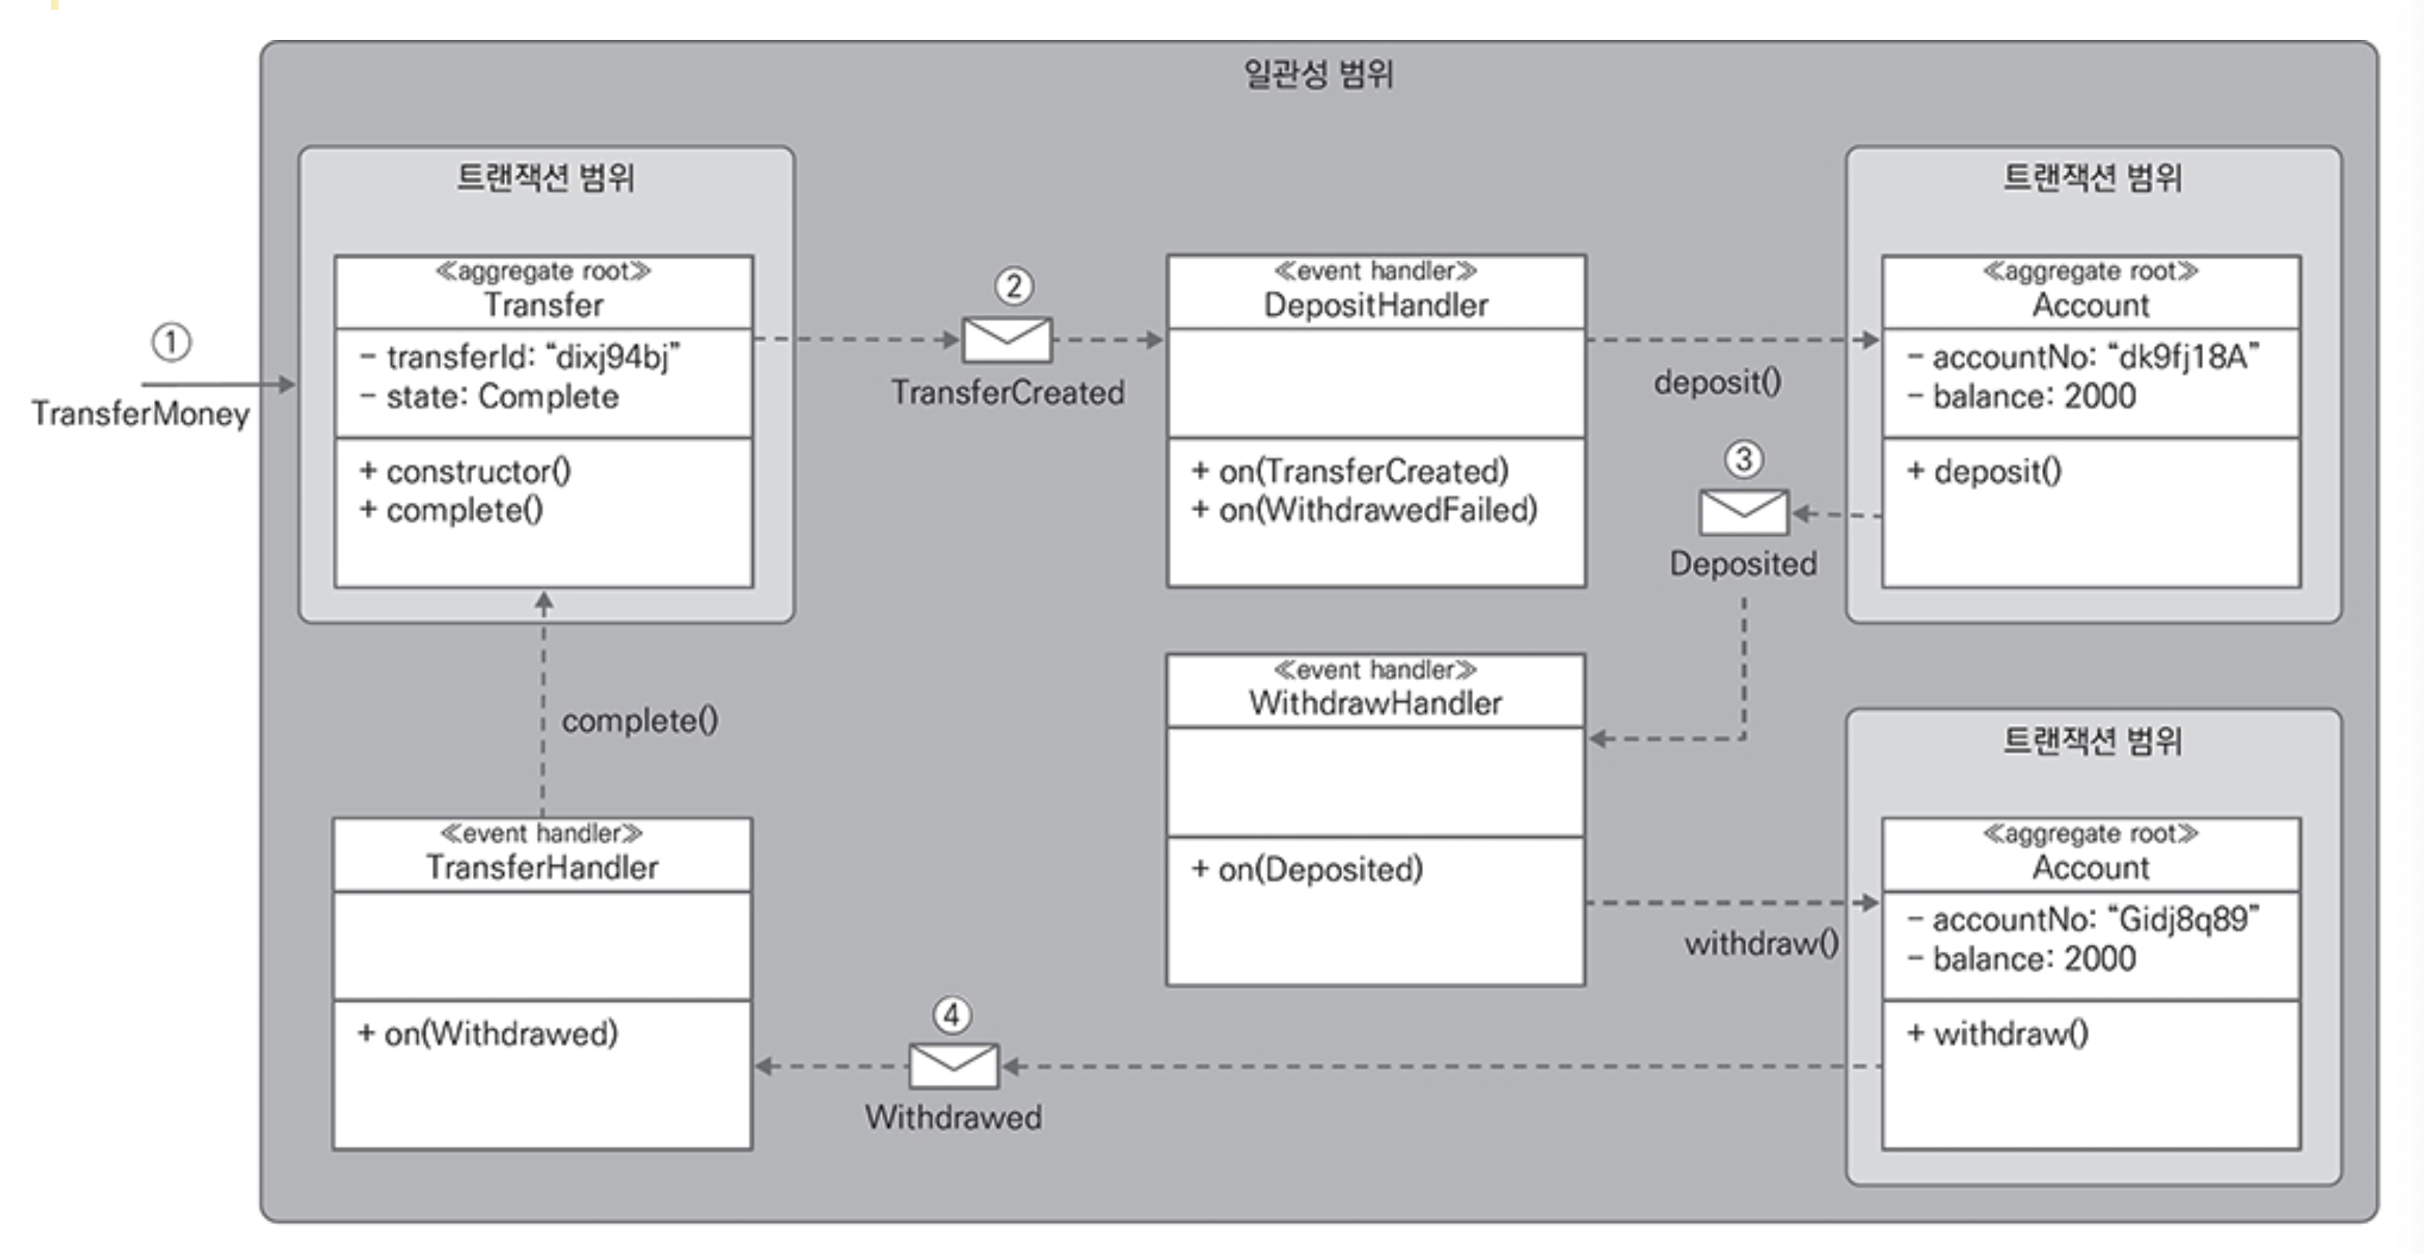 일관성 범위
트랜잭션 범위
≪aggregate root≫
Transfer
- transferId: “dixj94bj”
- state: Complete
+ constructor()
+ complete()
①
TransferMoney
②
TransferCreated
≪event handler≫
DepositHandler
+ on(TransferCreated)
+ on(WithdrawedFailed)
deposit()
트랜잭션 범위
≪aggregate root≫
Account
- accountNo: “dk9fj18A”
- balance: 2000
+ deposit()
③
Deposited
≪event handler≫
WithdrawHandler
+ on(Deposited)
withdraw()
트랜잭션 범위
≪aggregate root≫
Account
- accountNo: “Gidj8q89”
- balance: 2000
+ withdraw()
④
Withdrawed
≪event handler≫
TransferHandler
+ on(Withdrawed)
complete()